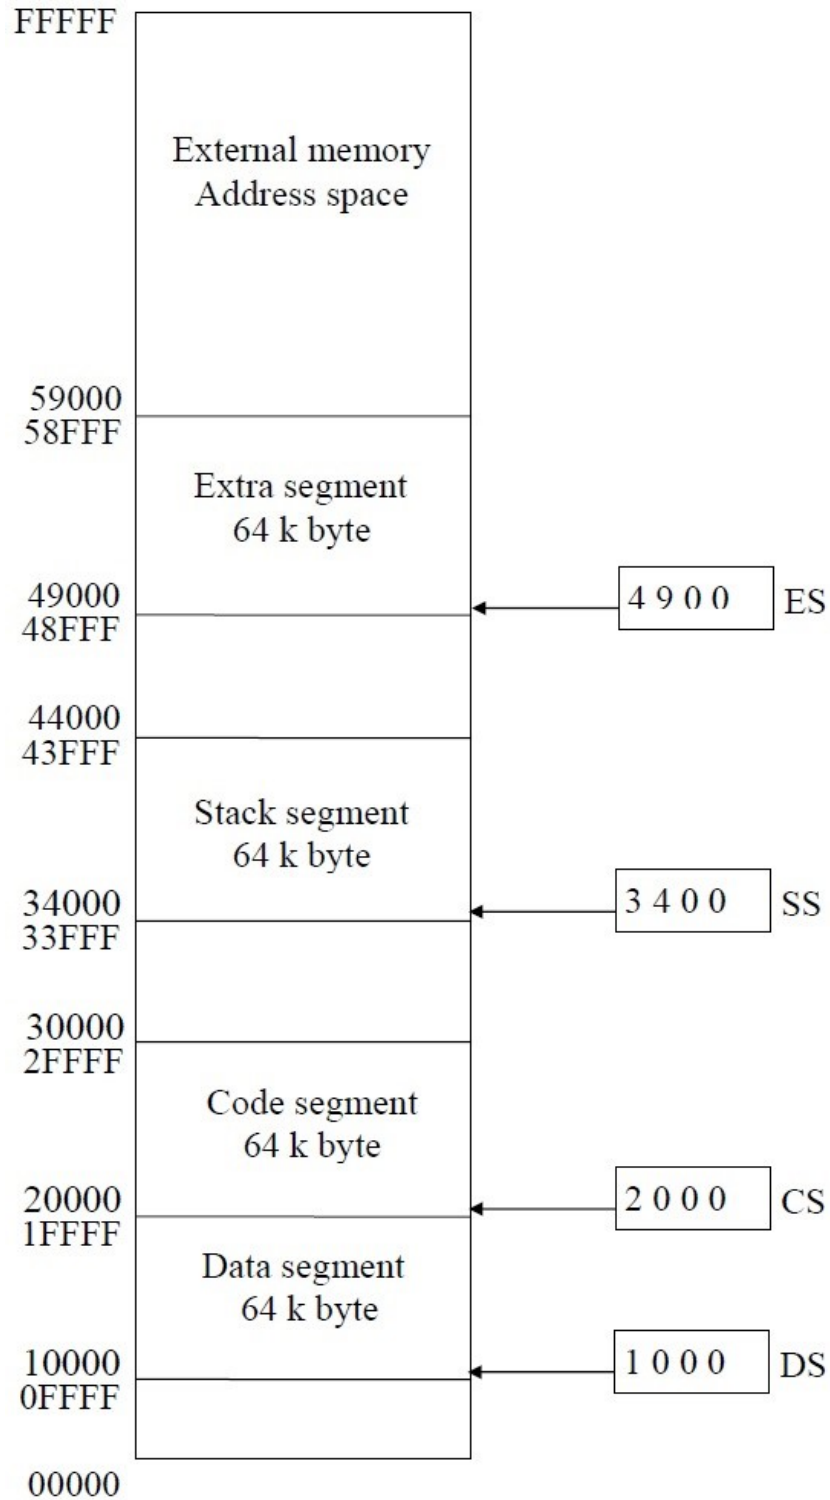 FFFFF
External memory
Address space
59000
58FFF
Extra segment
64 k byte
49000
4 9 0 0 ES
48FFF
44000
43FFF
Stack segment
64 k byte
34000
3 4 0 0 SS
33FFF
30000
2FFFF
Code segment
64 k byte
20000
2 0 0 0 CS
1FFFF
Data segment
64 k byte
10000
1 0 0 0 DS
0FFFF
00000